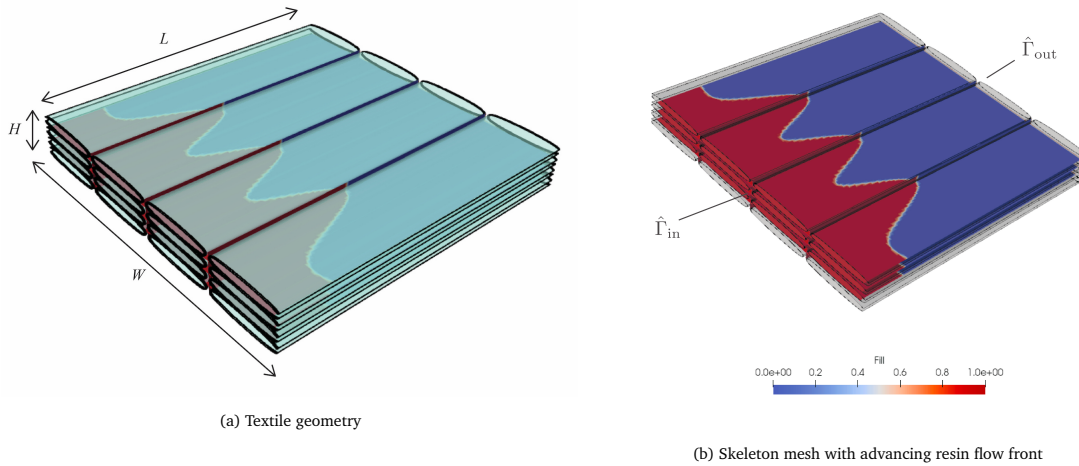 L
H
W
(a) Textile geometry
Γ̂out
Γ̂in
Fill
0.0e+00 0.2 0.4 0.6 0.8 1.0e+00
(b) Skeleton mesh with advancing resin flow front